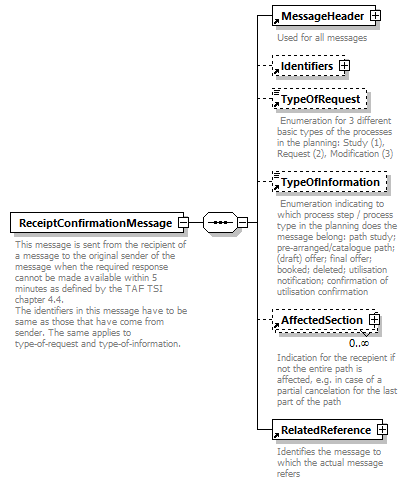 MessageHeader
Used for all messages
Identifiers
TypeOfRequest
Enumeration for 3 different
basic types of the processes
in the planning: Study (1),
Request (2), Modification (3)
TypeOfInformation
Enumeration indicating to
which process step / process
type in the planning does the
message belong: path study;
pre-arranged/catalogue path;
(draft) offer; final offer;
booked; deleted; utilisation
notification; confirmation of
utilisation confirmation
ReceiptConfirmationMessage
This message is sent from the recipient of
a message to the original sender of the
message when the required response
cannot be made available within 5
minutes as defined by the TAF TSI
chapter 4.4.
The identifiers in this message have to be
same as those that have come from
sender. The same applies to
type-of-request and type-of-information.
AffectedSection
0..∞
Indication for the recepient if
not the entire path is
affected, e.g. in case of a
partial cancelation for the last
part of the path
RelatedReference
Identifies the message to
which the actual message
refers